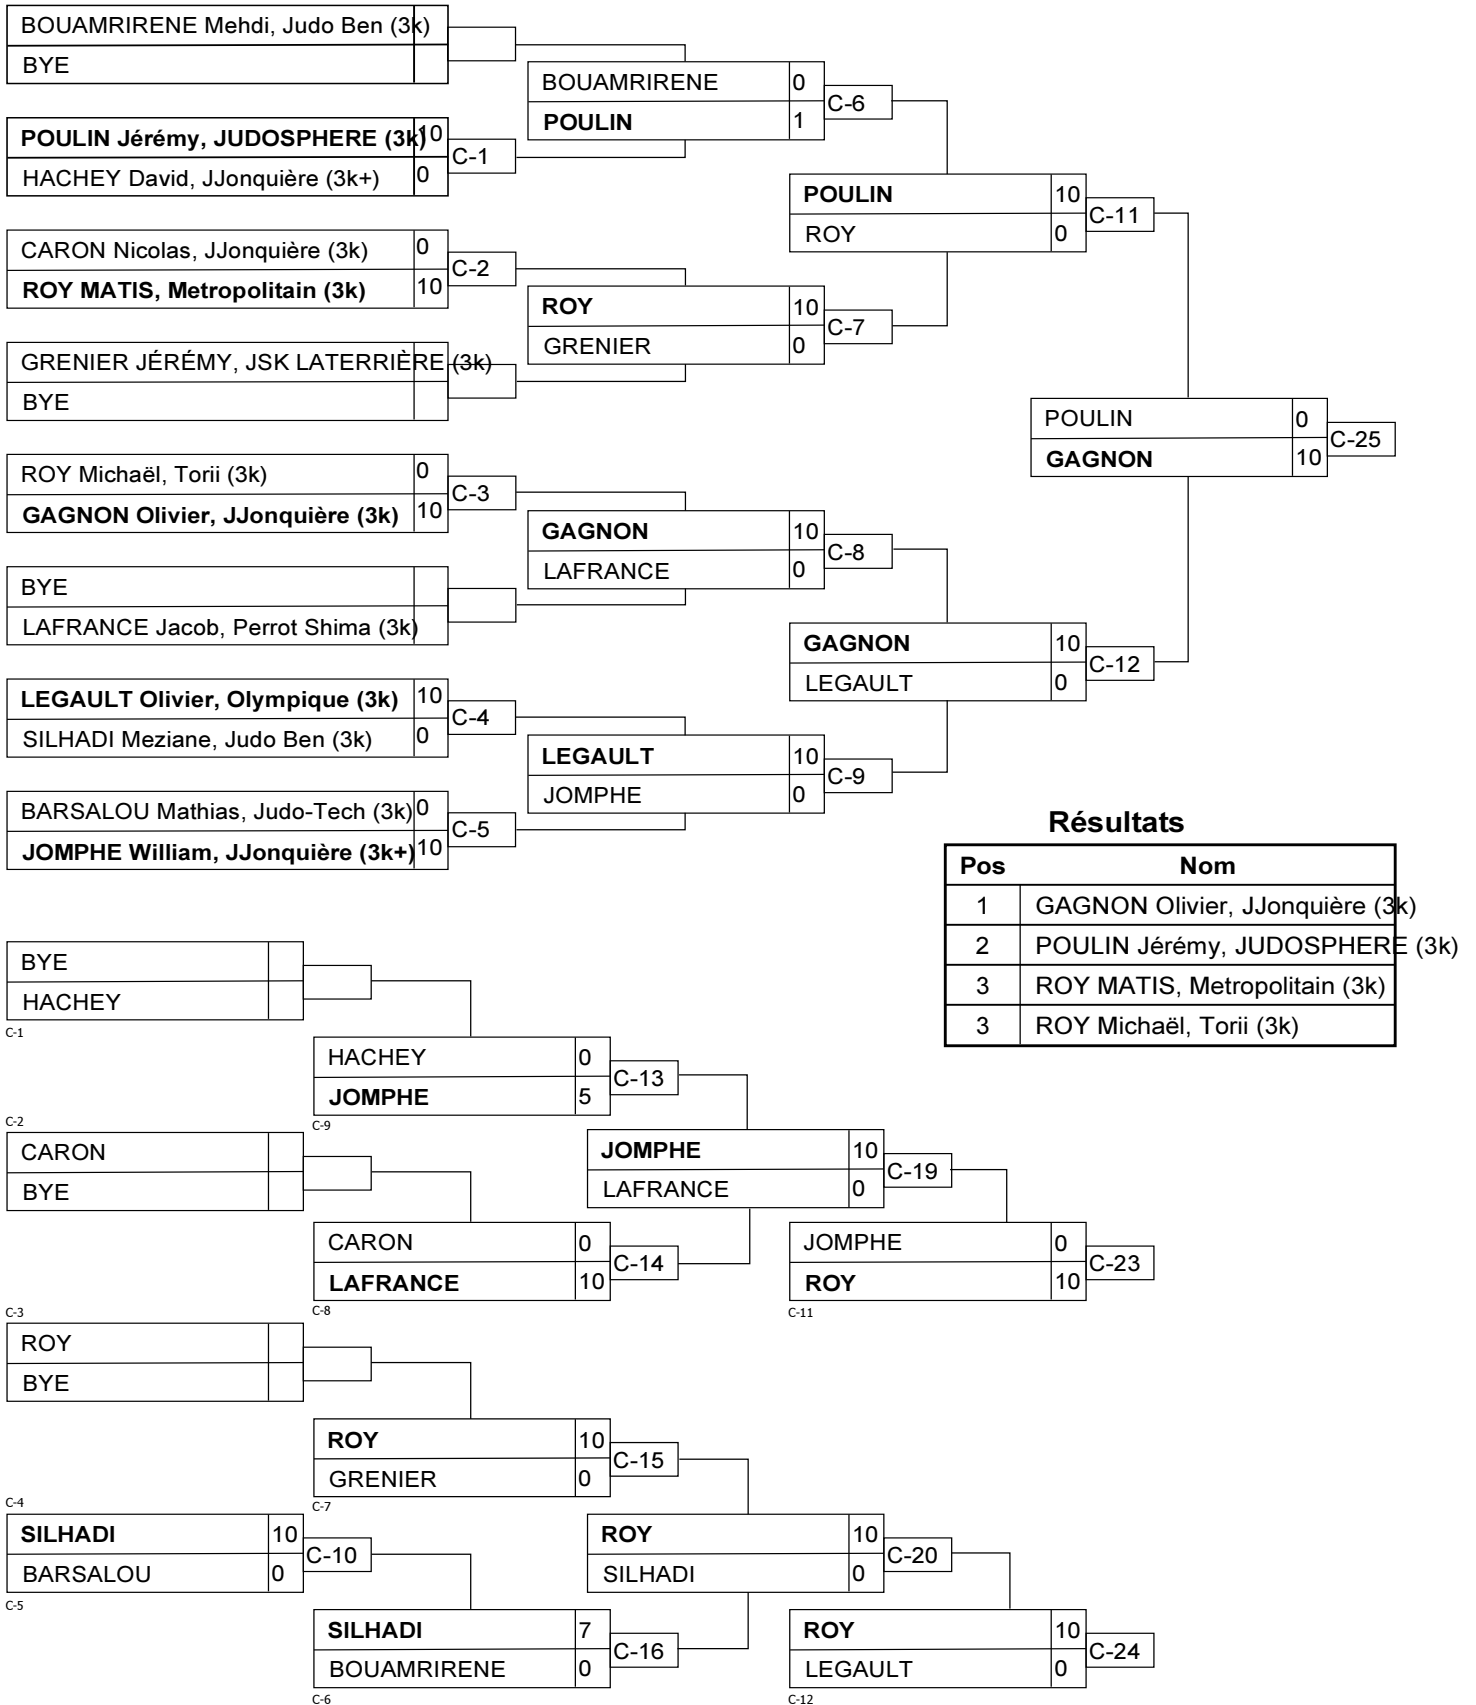 BOUAMRIRENE Mehdi, Judo Ben (3k)
BYE
POULIN Jérémy, JUDOSPHERE (3k) 10
HACHEY David, JJonquière (3k+) 0
C-1
CARON Nicolas, JJonquière (3k) 0
ROY MATIS, Metropolitain (3k) 10
C-2
GRENIER JÉRÉMY, JSK LATERRIÈRE (3k)
BYE
ROY Michaël, Torii (3k) 0
GAGNON Olivier, JJonquière (3k) 10
C-3
BYE
LAFRANCE Jacob, Perrot Shima (3k)
LEGAULT Olivier, Olympique (3k) 10
SILHADI Meziane, Judo Ben (3k) 0
C-4
BARSALOU Mathias, Judo-Tech (3k) 0
JOMPHE William, JJonquière (3k+) 10
C-5
BOUAMRIRENE 0
POULIN 1
C-6
ROY 10
GRENIER 0
C-7
GAGNON 10
LAFRANCE 0
C-8
LEGAULT 10
JOMPHE 0
C-9
POULIN 10
ROY 0
C-11
GAGNON 10
LEGAULT 0
C-12
POULIN 0
GAGNON 10
C-25
Résultats
Pos Nom
1 GAGNON Olivier, JJonquière (3k)
2 POULIN Jérémy, JUDOSPHERE (3k)
3 ROY MATIS, Metropolitain (3k)
3 ROY Michaël, Torii (3k)
BYE
HACHEY
C-1
C-2
CARON
BYE
C-3
ROY
BYE
C-4
SILHADI 10
BARSALOU 0
C-10
C-5
HACHEY 0
JOMPHE 5
C-13
C-9
CARON 0
LAFRANCE 10
C-14
C-8
ROY 10
GRENIER 0
C-15
C-7
SILHADI 7
BOUAMRIRENE 0
C-16
C-6
JOMPHE 10
LAFRANCE 0
C-19
ROY 10
SILHADI 0
C-20
JOMPHE 0
ROY 10
C-23
C-11
ROY 10
LEGAULT 0
C-24
C-12